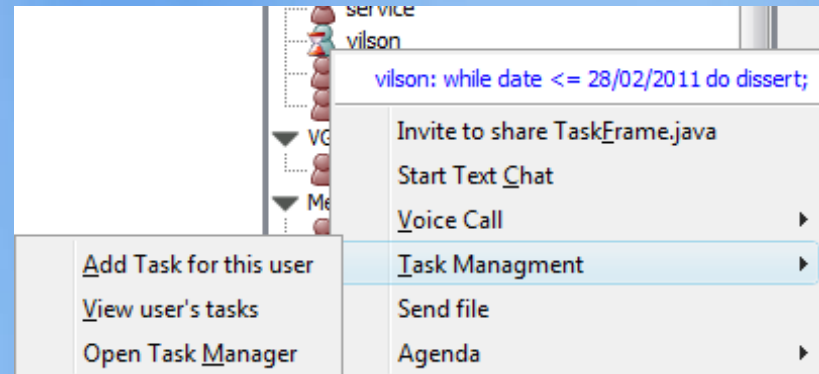 service
vilson
vilson: while date <= 28/02/2011 do dissert;
Invite to share TaskFrame.java
Start Text Chat
Voice Call
Task Managment
Send file
Agenda
Add Task for this user
View user's tasks
Open Task Manager